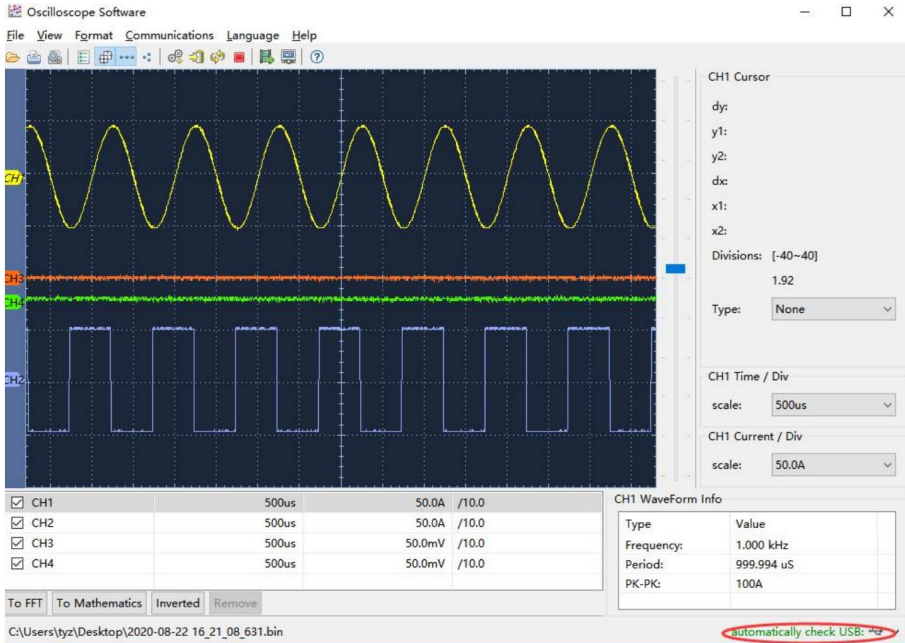 Oscilloscope Software
File View Format Communications Language Help
CH1 Cursor
dy:
y1:
y2:
dx:
x1:
x2:
Divisions: [-40~40]
1.92
Type: None
CH3
CH4
CH2
CH1 Time / Div
scale: 500us
CH1 Current / Div
scale: 50.0A
CH1 500us 50.0A /10.0
CH2 500us 50.0A /10.0
CH3 500us 50.0mV /10.0
CH4 500us 50.0mV /10.0
CH1 WaveForm Info
Type Value
Frequency: 1.000 kHz
Period: 999.994 uS
PK-PK: 100A
To FFT To Mathematics Inverted Remove
C:\Users\tyz\Desktop\2020-08-22 16_21_08_631.bin
automatically check USB: